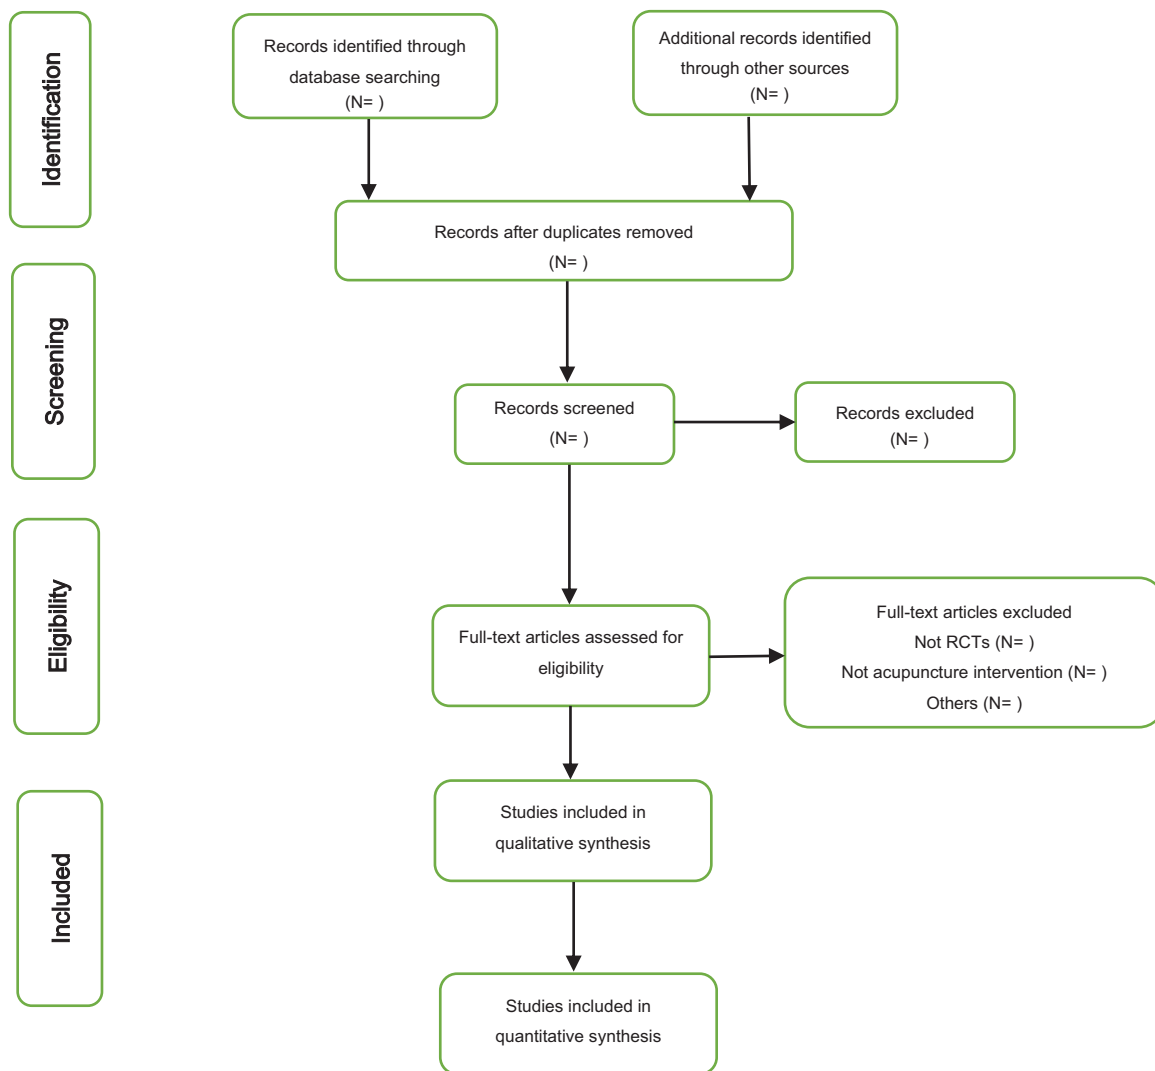 Identification
Records identified through
database searching
(N= )
Additional records identified
through other sources
(N= )
Records after duplicates removed
(N= )
Screening
Records screened
(N= )
Records excluded
(N= )
Eligibility
Full-text articles assessed for
eligibility
Full-text articles excluded
Not RCTs (N= )
Not acupuncture intervention (N= )
Others (N= )
Included
Studies included in
qualitative synthesis
Studies included in
quantitative synthesis